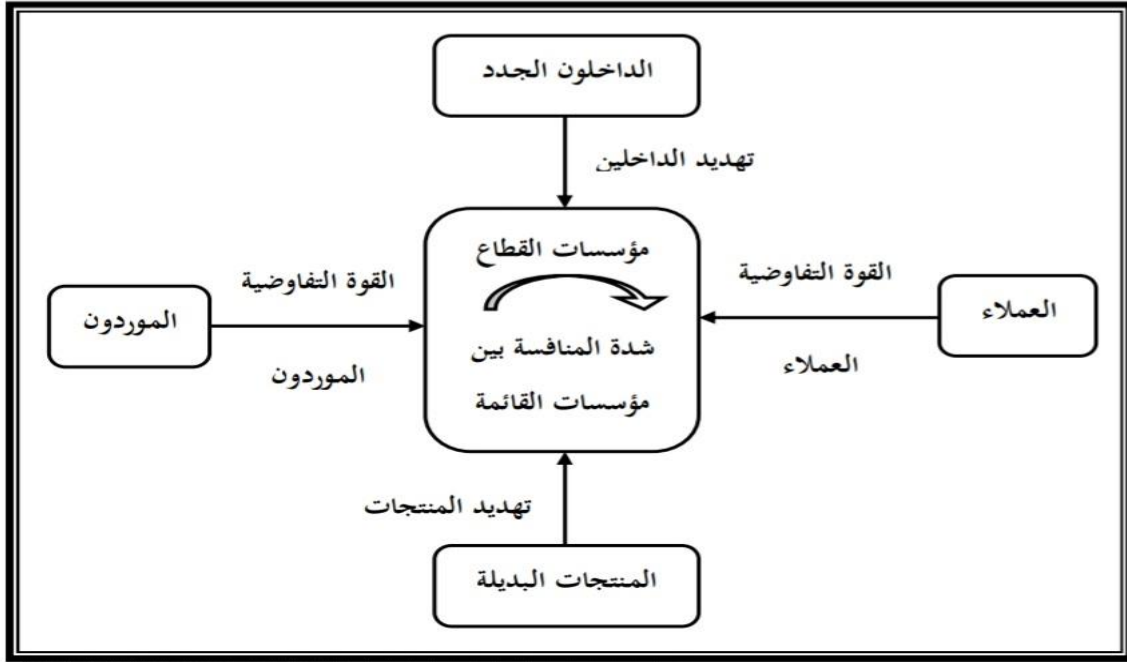 الداخلون الجدد
تهديد الداخلين
مؤسسات القطاع
القوة التفاوضية
العملاء
العملاء
القوة التفاوضية
الموردون
الموردون
شدة المنافسة بين
مؤسسات القائمة
تهديد المنتجات
المنتجات البديلة